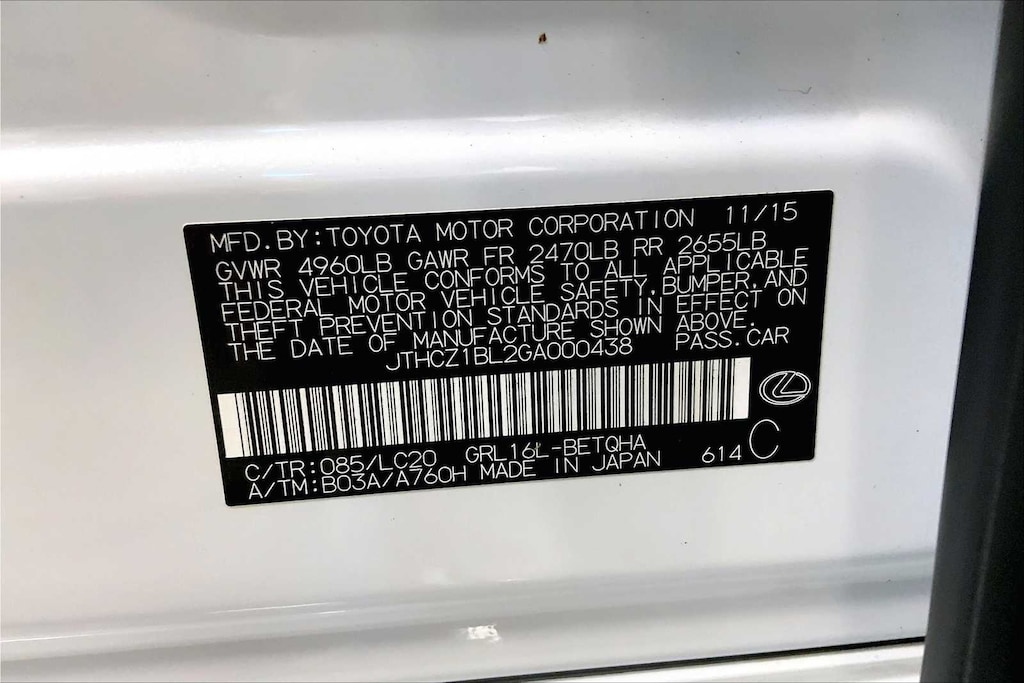 MFD.BY:TOYOTA MOTOR CORPORATION 11/15
GVWR 4960LB GAWR FR 2470LB RR 2655LB
THIS VEHICLE CONFORMS TO ALL APPLICABLE
FEDERAL MOTOR VEHICLE SAFETY,BUMPER,AND
THEFT PREVENTION STANDARDS IN EFFECT ON
THE DATE OF MANUFACTURE SHOWN ABOVE.
JTHCZ1BL2GA000438 PASS.CAR
C/TR:085/LC20 GRL16L-BETQHA
A/TM:B03A/A760H MADE IN JAPAN 614 C